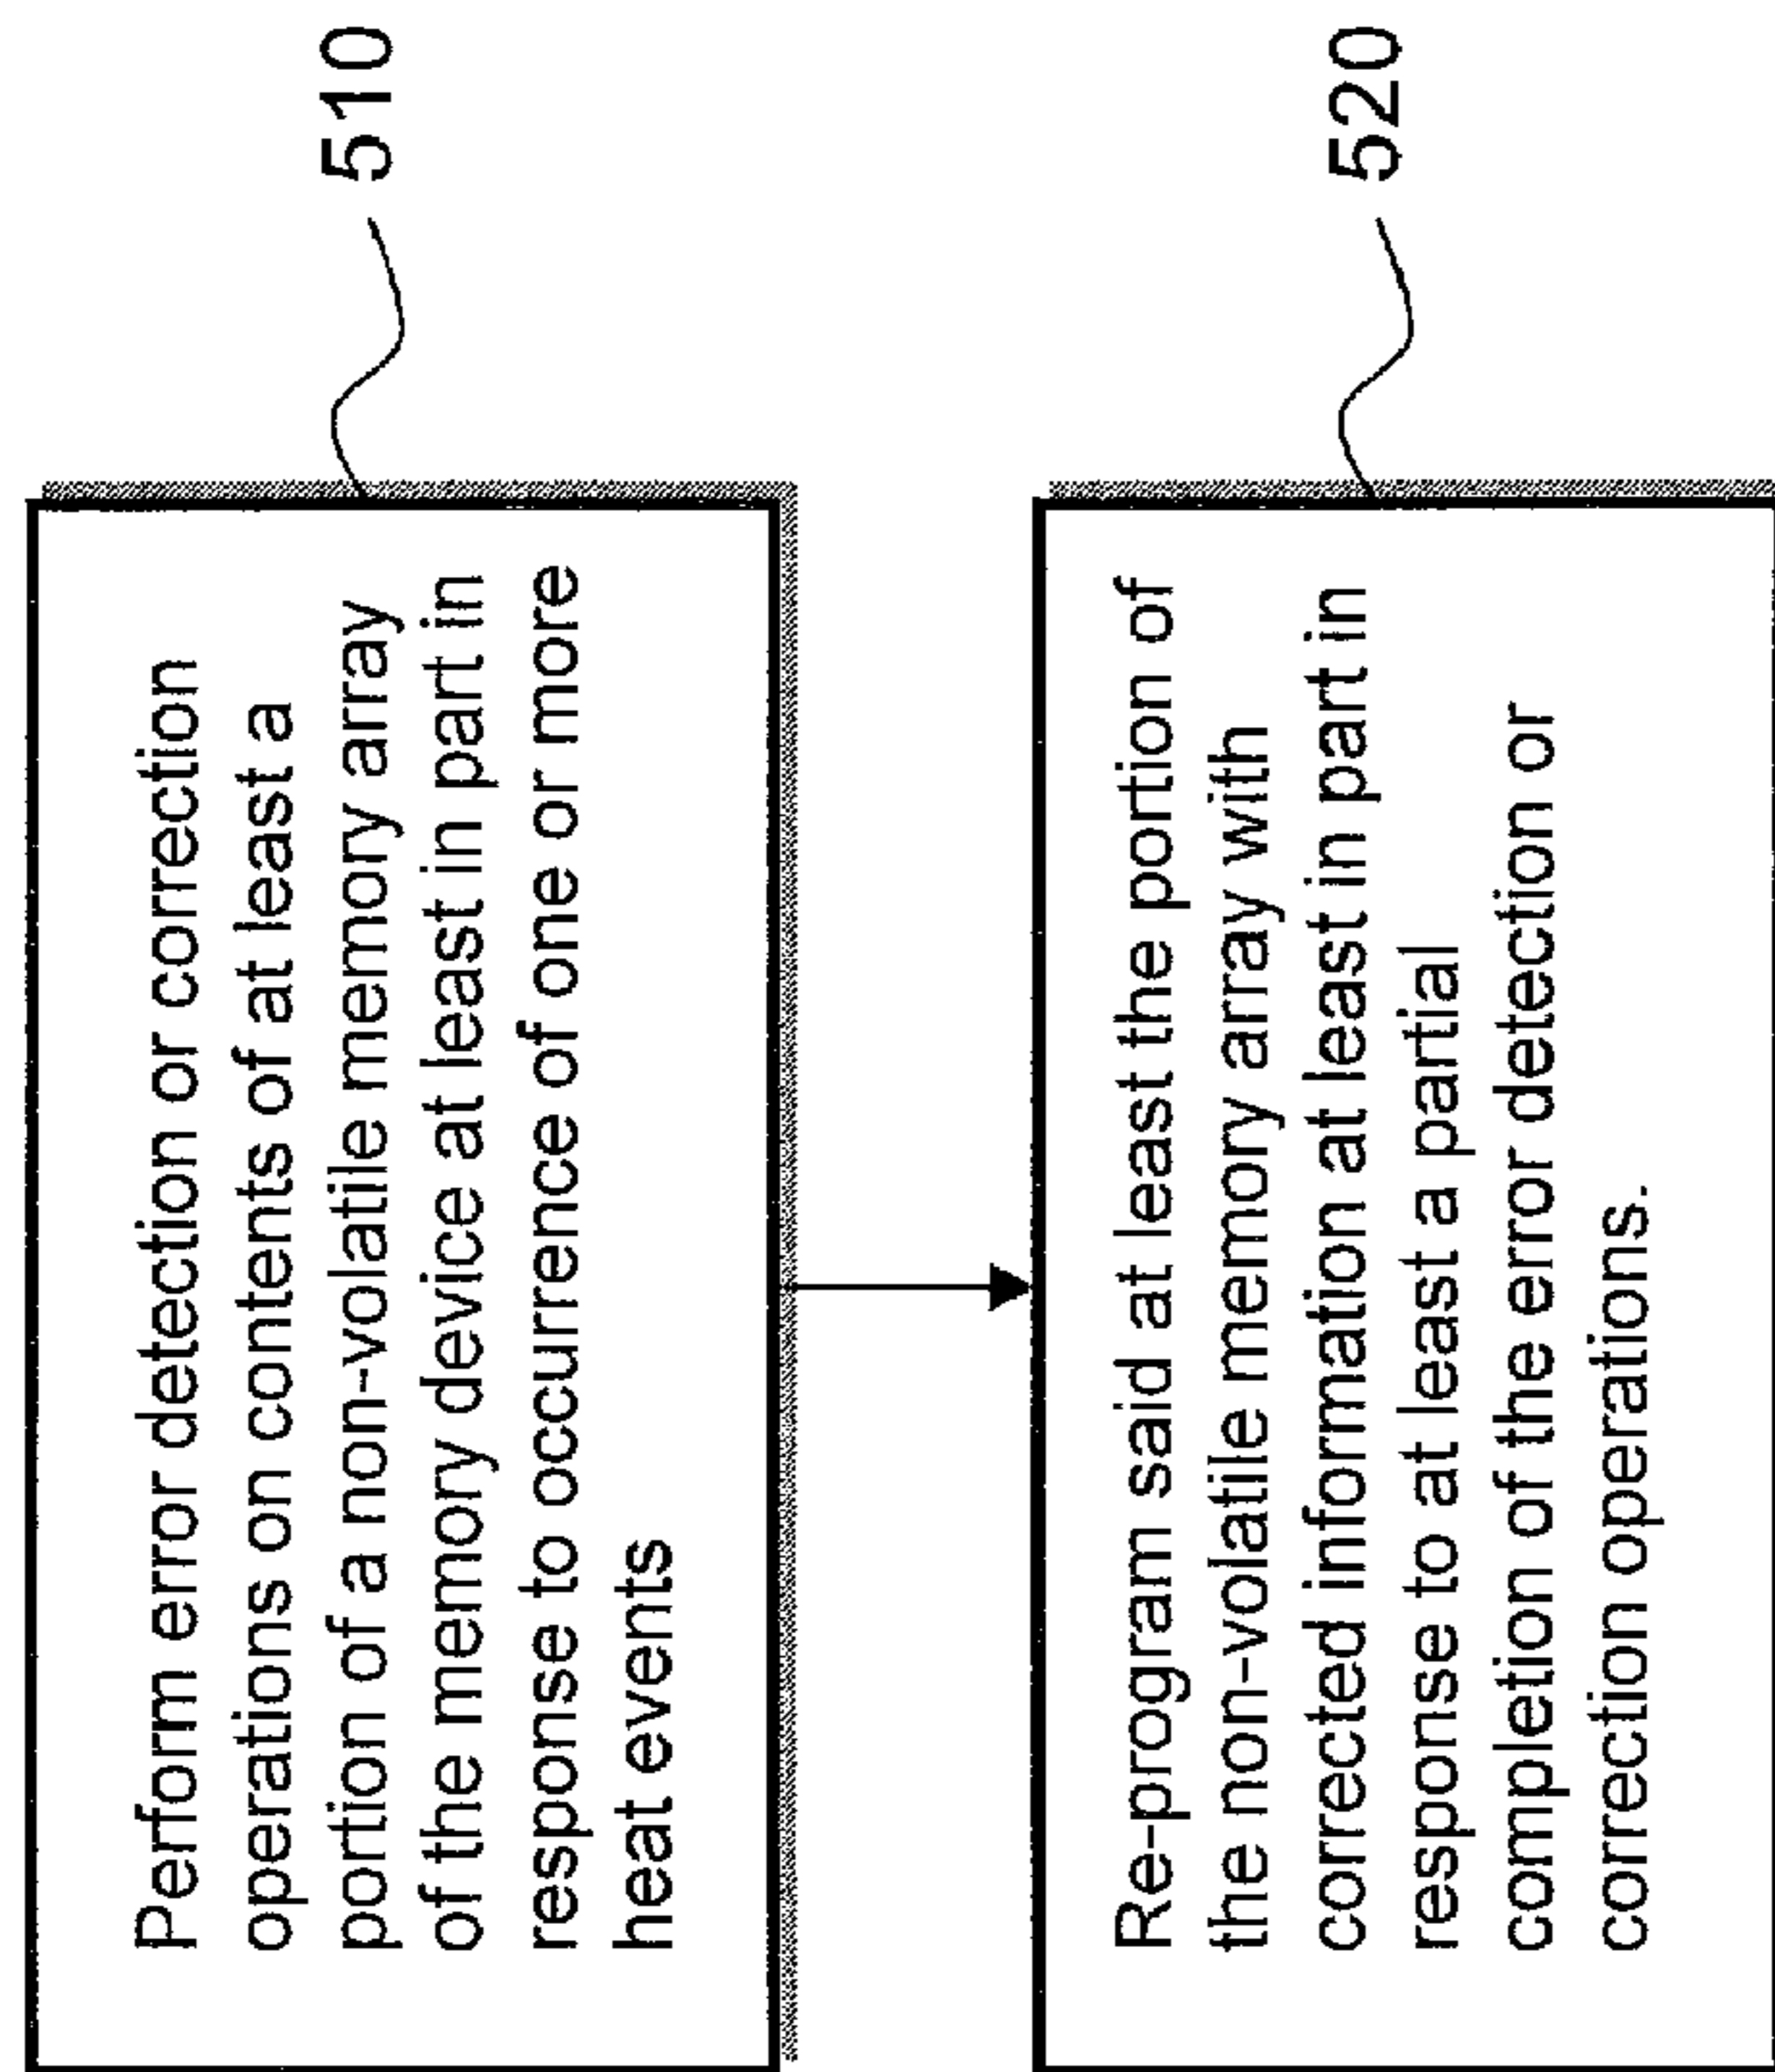 Perform error detection or correction
operations on contents of at least a
portion of a non-volatile memory array
of the memory device at least in part in
response to occurrence of one or more
heat events
510
Re-program said at least the portion of
the non-volatile memory array with
corrected information at least in part in
response to at least a partial
completion of the error detection or
correction operations.
520